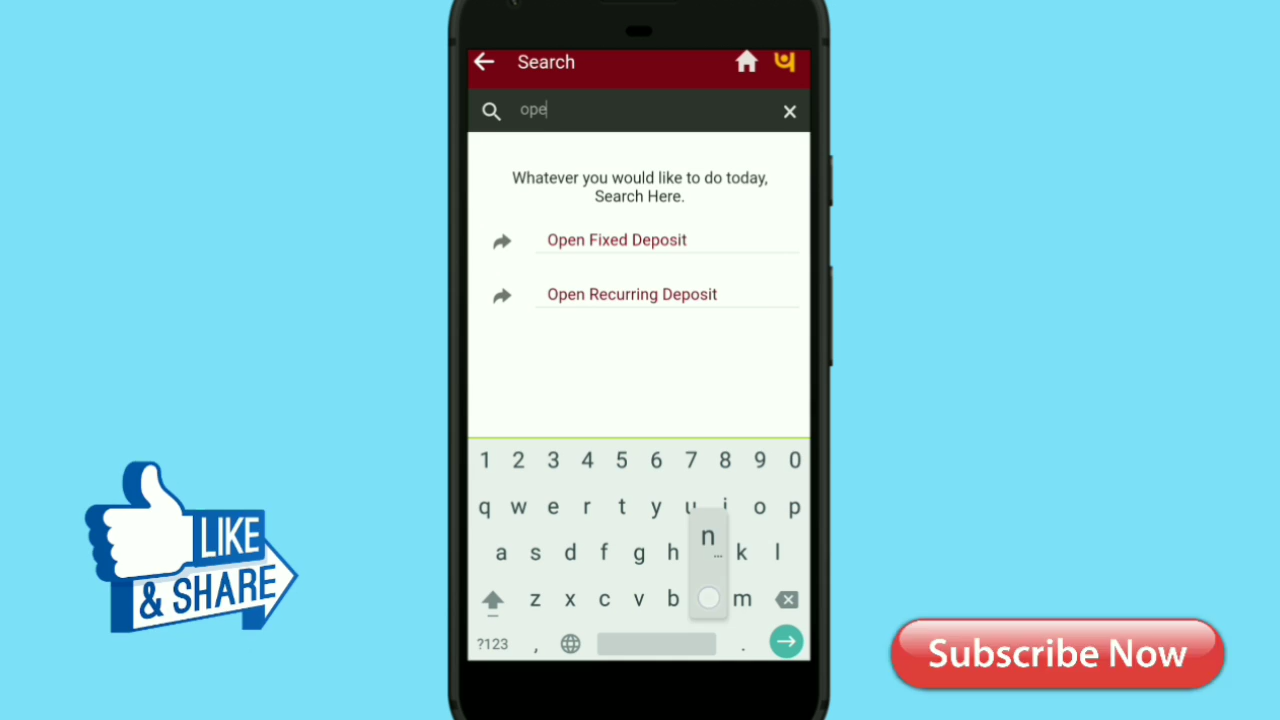 Search
ope
Whatever you would like to do today,
Search Here.
Open Fixed Deposit
Open Recurring Deposit
1 2 3 4 5 6 7 8 9 0
q w e r t y u i o p
a s d f g h k l
n
z x c v b m
?123 , .
LIKE
& SHARE
Subscribe Now